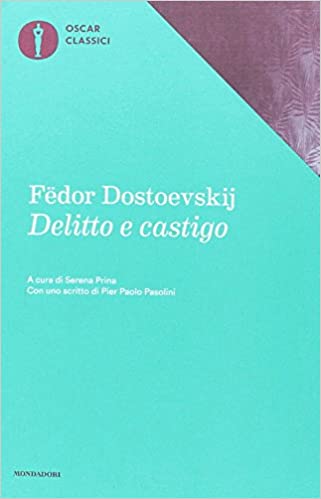 OSCAR
CLASSICI
Fëdor Dostoevskij
Delitto e castigo
A cura di Serena Prina
Con uno scritto di Pier Paolo Pasolini
MONDADORI